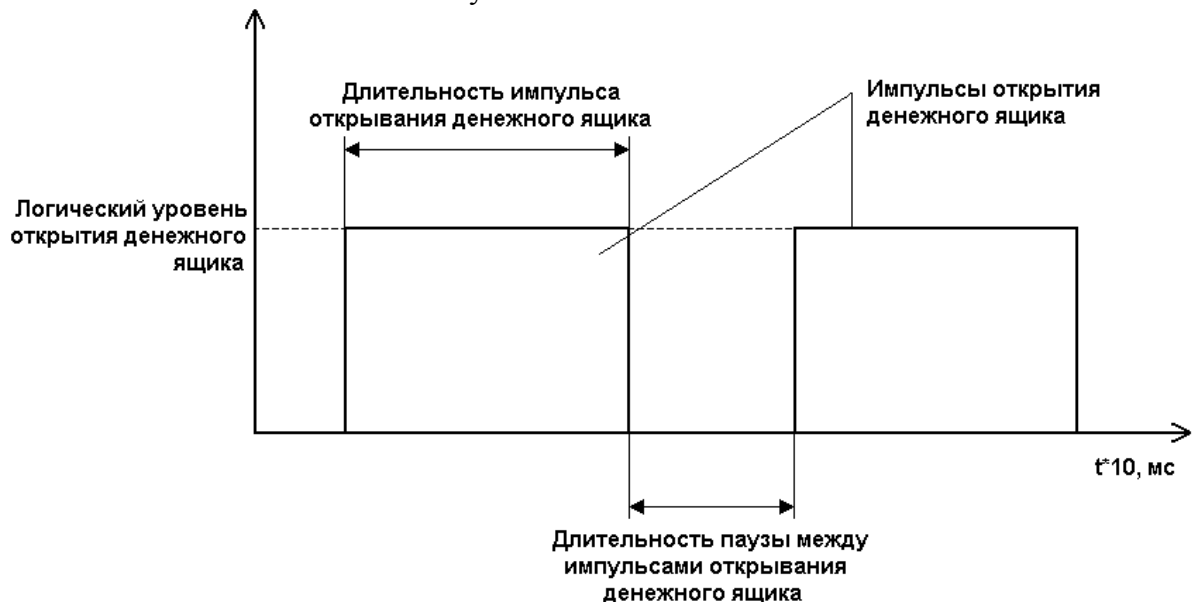 Длительность импульса
открывания денежного ящика
Импульсы открытия
денежного ящика
Логический уровень
открытия денежного
ящика
t*10, мс
Длительность паузы между
импульсами открывания
денежного ящика